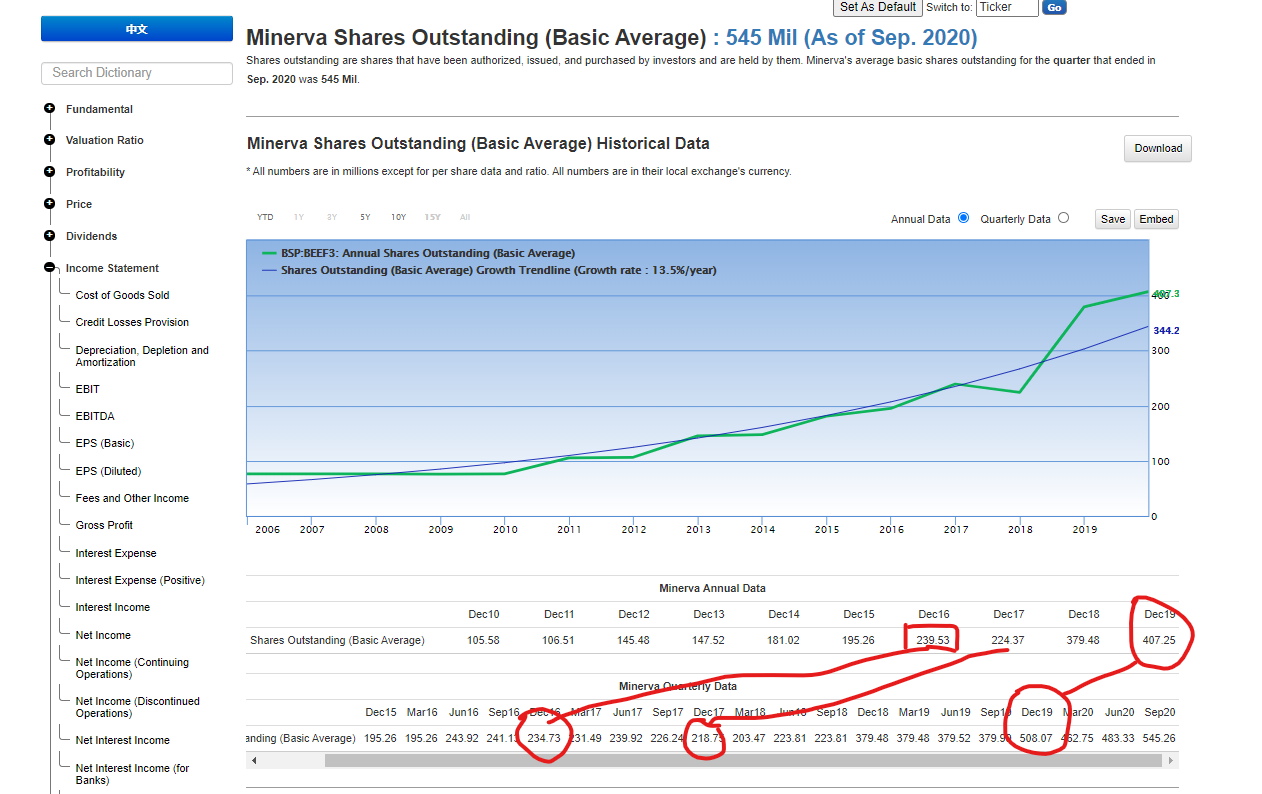 Set As Default Switch to: Ticker Go
中文
Minerva Shares Outstanding (Basic Average) : 545 Mil (As of Sep. 2020)
Shares outstanding are shares that have been authorized, issued, and purchased by investors and are held by them. Minerva's average basic shares outstanding for the quarter that ended in
Sep. 2020 was 545 Mil.
Search Dictionary
Fundamental
Valuation Ratio
Profitability
Price
Dividends
Income Statement
Cost of Goods Sold
Credit Losses Provision
Depreciation, Depletion and
Amortization
EBIT
EBITDA
EPS (Basic)
EPS (Diluted)
Fees and Other Income
Gross Profit
Interest Expense
Interest Expense (Positive)
Interest Income
Net Income
Net Income (Continuing
Operations)
Net Income (Discontinued
Operations)
Net Interest Income
Net Interest Income (for
Banks)
Minerva Shares Outstanding (Basic Average) Historical Data
Download
* All numbers are in millions except for per share data and ratio. All numbers are in their local exchange's currency.
YTD 1Y 3Y 5Y 10Y 15Y All
Annual Data Quarterly Data Save Embed
BSP:BEEF3: Annual Shares Outstanding (Basic Average)
Shares Outstanding (Basic Average) Growth Trendline (Growth rate : 13.5%/year)
400 407.3
344.2
300
200
100
0
2006 2007 2008 2009 2010 2011 2012 2013 2014 2015 2016 2017 2018 2019
Minerva Annual Data
Dec10 Dec11 Dec12 Dec13 Dec14 Dec15 Dec16 Dec17 Dec18 Dec19
Shares Outstanding (Basic Average) 105.58 106.51 145.48 147.52 181.02 195.26 239.53 224.37 379.48 407.25
Minerva Quarterly Data
Dec15 Mar16 Jun16 Sep16 Dec16 Mar17 Jun17 Sep17 Dec17 Mar18 Jun18 Sep18 Dec18 Mar19 Jun19 Sep19 Dec19 Mar20 Jun20 Sep20
anding (Basic Average) 195.26 195.26 243.92 234.73 231.49 239.92 226.24 203.47 223.81 223.81 379.48 379.48 379.52 508.07 462.75 483.33 545.26